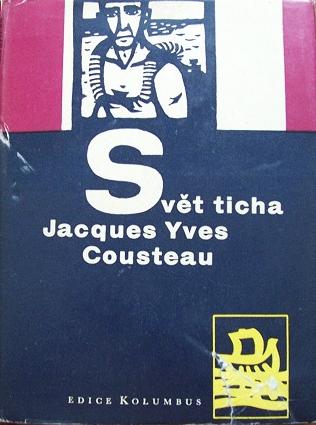 Svět ticha
Jacques Yves
Cousteau
EDICE KOLUMBUS